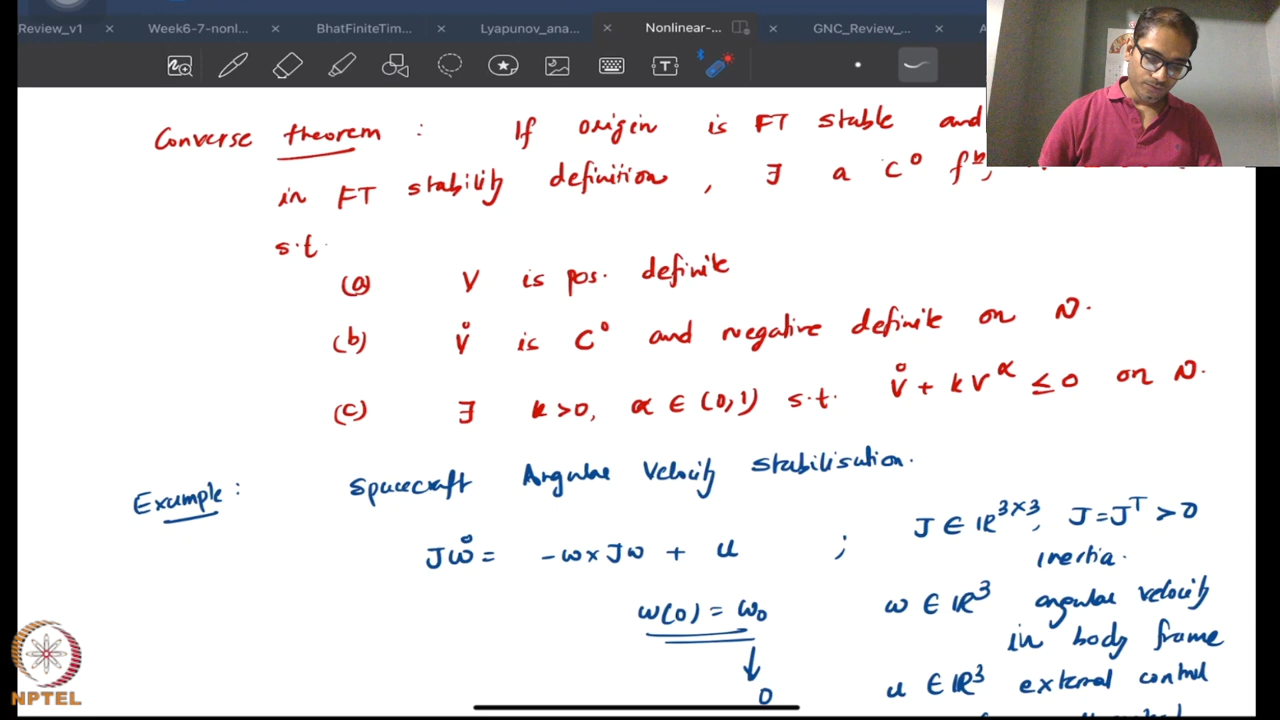 Review_v1 × Week6-7-nonl... × BhatFiniteTim... × Lyapunov_ana... × Nonlinear-... × GNC_Review_... ×
T
Converse theorem : If origin is FT stable and
in FT stability definition , ∃ a C⁰ fⁿ,
s.t.
(a) V is pos. definite
(b) V̊ is C⁰ and negative definite on N.
(c) ∃ k>0, α ∈ (0,1) s.t. V̊ + k V^α ≤ 0 on N.
Example : Spacecraft Angular Velocity stabilisation.
Jω̊ = -ω × Jω + u ; J ∈ ℝ^{3×3}, J = J^T > 0
inertia.
ω(0) = ω₀ ω ∈ ℝ³ angular velocity
in body frame
↓
0 u ∈ ℝ³ external control
NPTEL